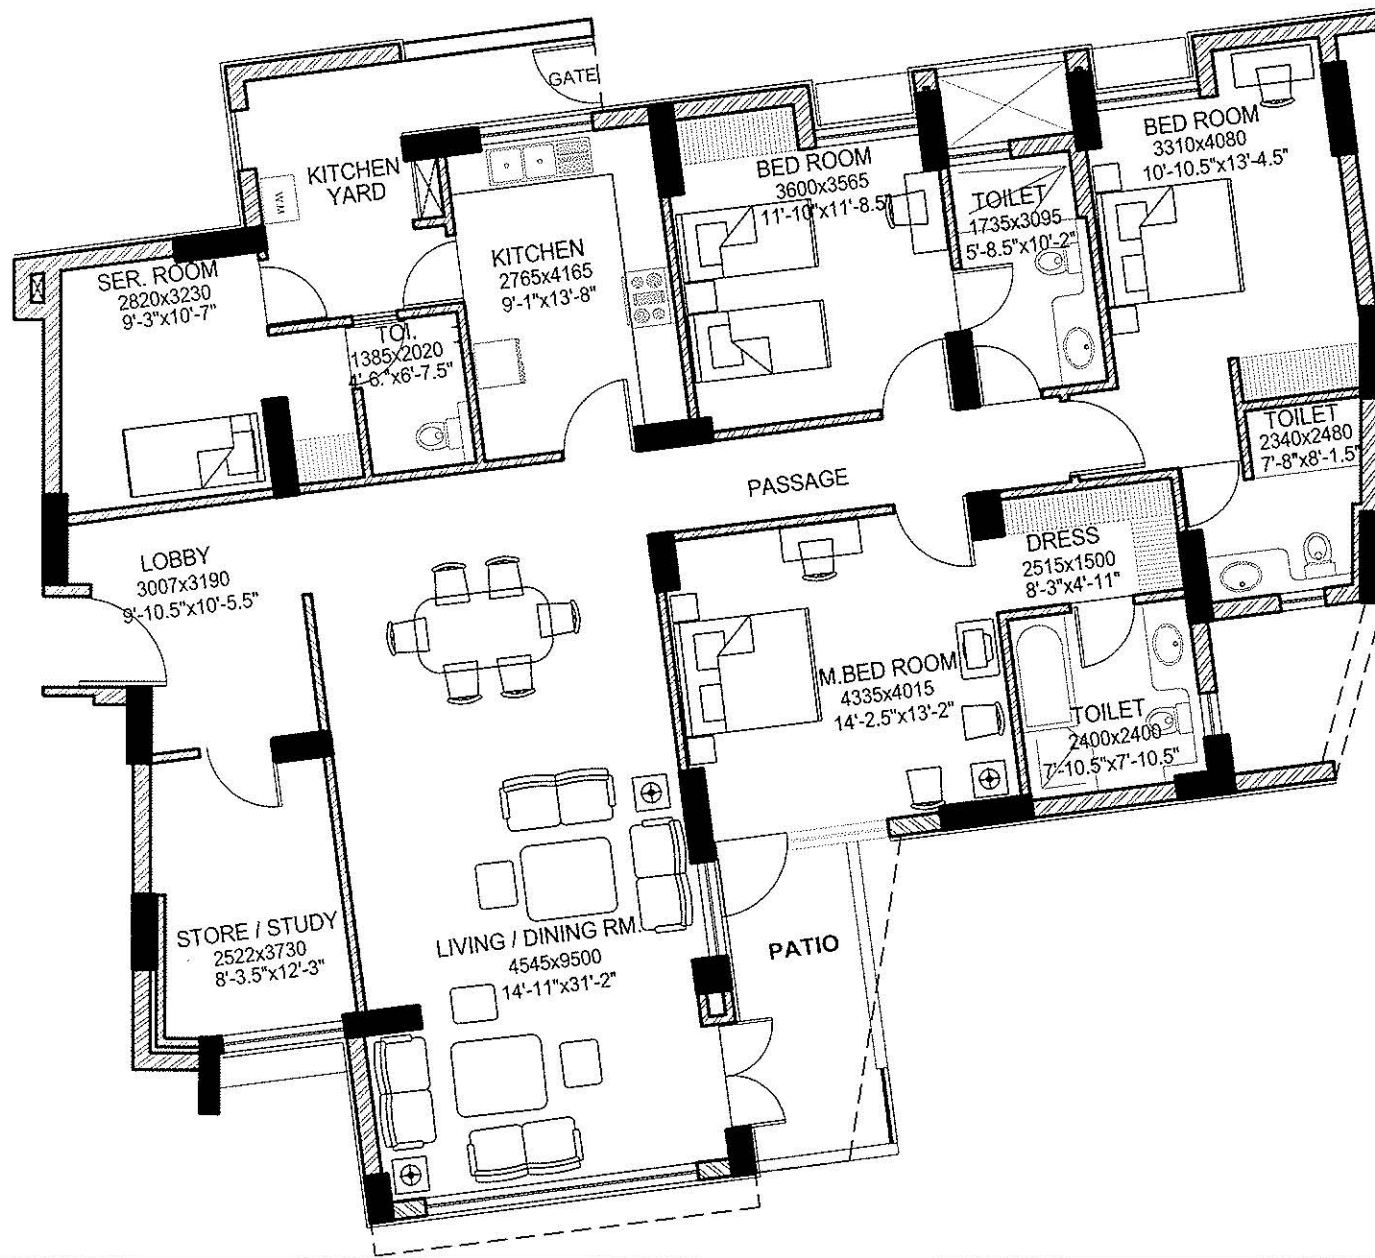 GATE
KITCHEN
YARD
W.M
SER. ROOM
2820x3230
9'-3"x10'-7"
TOI.
1385x2020
4'-6."x6'-7.5"
KITCHEN
2765x4165
9'-1"x13'-8"
BED ROOM
3600x3565
11'-10"x11'-8.5"
TOILET
1735x3095
5'-8.5"x10'-2"
BED ROOM
3310x4080
10'-10.5"x13'-4.5"
TOILET
2340x2480
7'-8"x8'-1.5"
PASSAGE
LOBBY
3007x3190
9'-10.5"x10'-5.5"
DRESS
2515x1500
8'-3"x4'-11"
M.BED ROOM
4335x4015
14'-2.5"x13'-2"
TOILET
2400x2400
7'-10.5"x7'-10.5"
STORE / STUDY
2522x3730
8'-3.5"x12'-3"
LIVING / DINING RM.
4545x9500
14'-11"x31'-2"
PATIO